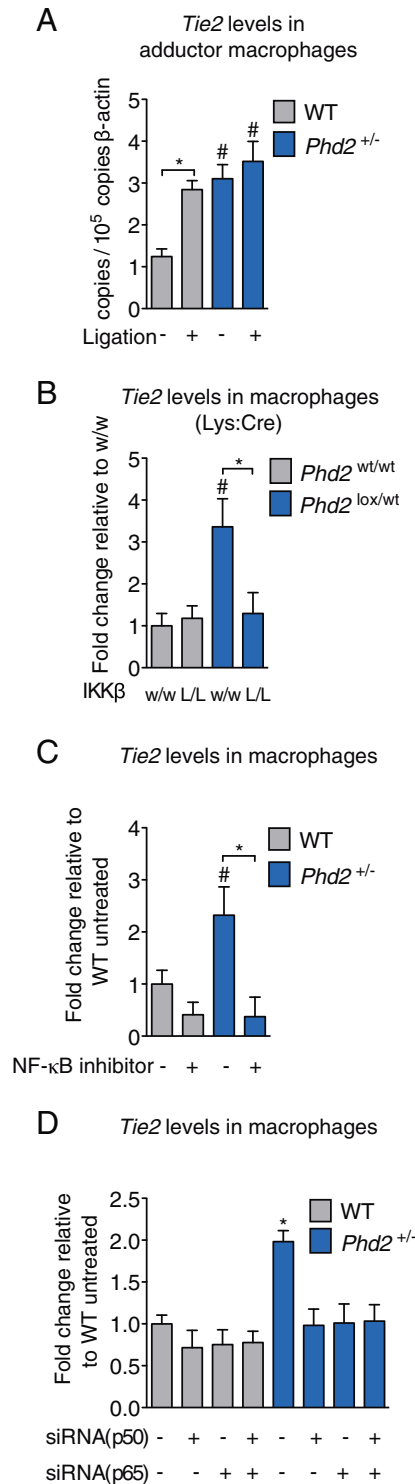 A
Tie2 levels in
adductor macrophages
WT
Phd2 +/-
copies / 10⁵ copies β-actin
5
4
3
2
1
0
*
#
#
Ligation - + - +
B
Tie2 levels in macrophages
(Lys:Cre)
Phd2 wt/wt
Phd2 lox/wt
Fold change relative to w/w
5
4
3
2
1
0
#
*
IKKβ w/w L/L w/w L/L
C
Tie2 levels in macrophages
WT
Phd2 +/-
Fold change relative to
WT untreated
4
3
2
1
0
#
*
NF-κB inhibitor - + - +
D
Tie2 levels in macrophages
WT
Phd2 +/-
Fold change relative
to WT untreated
2.5
2.0
1.5
1.0
0.5
0.0
*
siRNA(p50) - + - + - + - +
siRNA(p65) - - + + - - + +